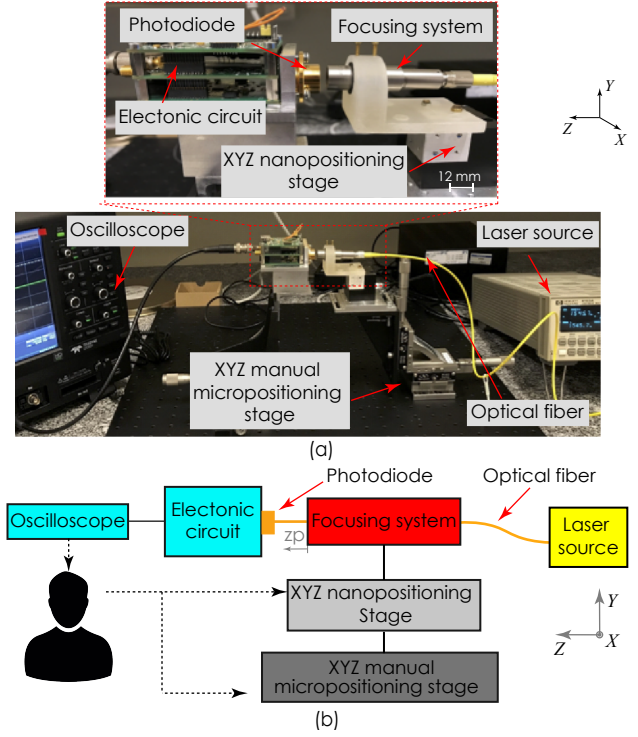 Photodiode
Focusing system
Electonic circuit
XYZ nanopositioning
stage
12 mm
Y
Z
X
Oscilloscope
Laser source
XYZ manual
micropositioning
stage
Optical fiber
(a)
Photodiode
Optical fiber
Oscilloscope
Electonic
circuit
Focusing system
Laser
source
zp
XYZ nanopositioning
Stage
Y
Z
X
XYZ manual
micropositioning stage
(b)